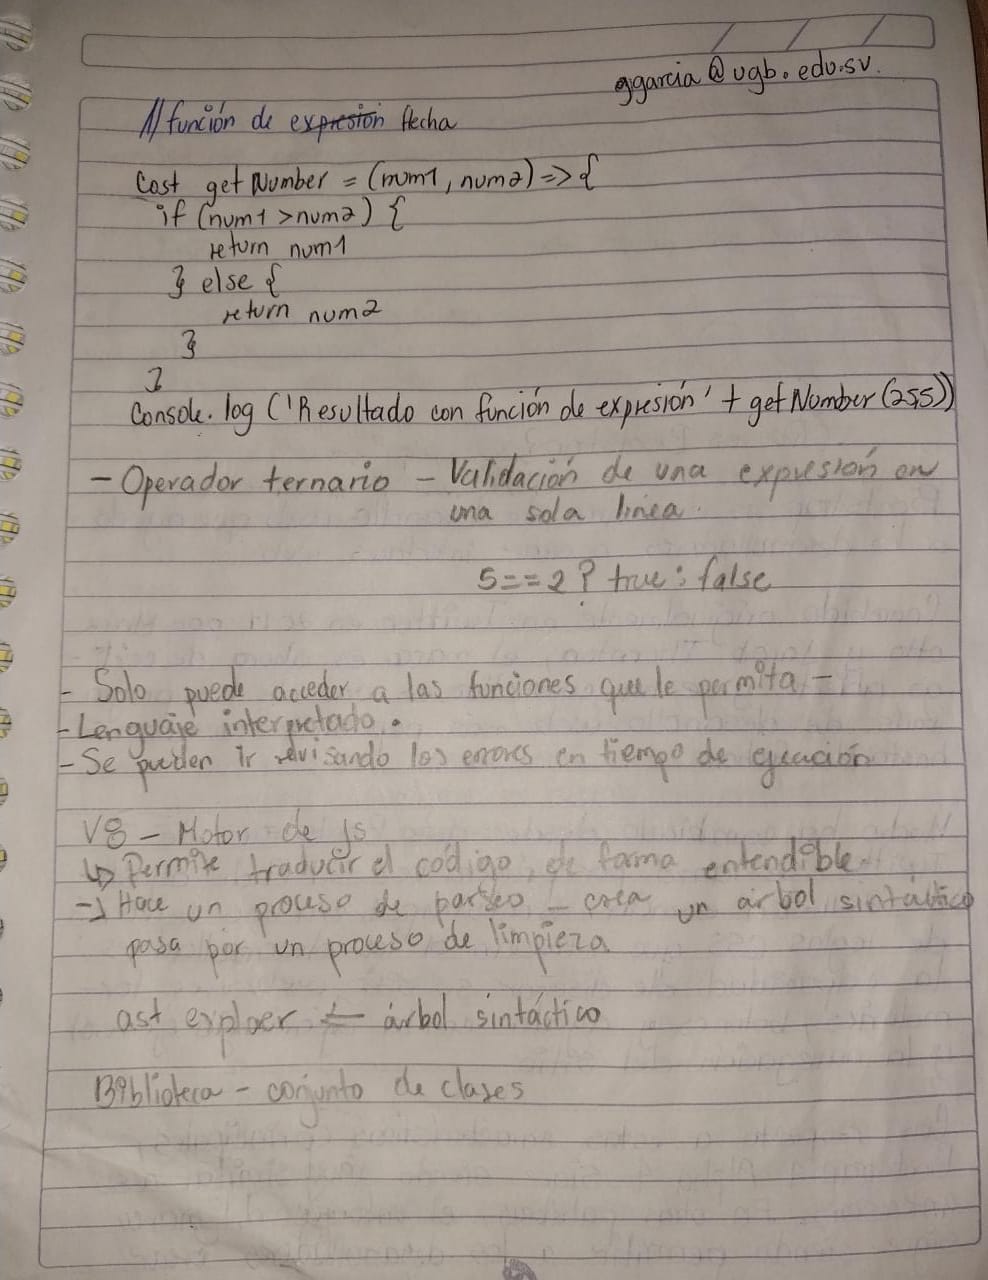 ggarcia@ugb.edu.sv.
1) función de expresión flecha
Cost getNumber = (num1, num2) => {
if (num1 > num2) {
return num1
} else {
return num2
}
}
Console.log ('Resultado con función de expresión' + getNumber(255))
- Operador ternario - Validación de una expresión en
una sola línea.
5==2? true : false
- Solo puede acceder a las funciones que le permita -
- Lenguaje interpretado.
- Se pueden ir revisando los errores en tiempo de
V8 - Motor de js
↳ Permite traducir el código, de forma entendible
→ Hace un proceso de parseo - crea un árbol sintáctico
pasa por un proceso de limpieza
ast exploer ← árbol sintáctico
Biblioteca - conjunto de clases